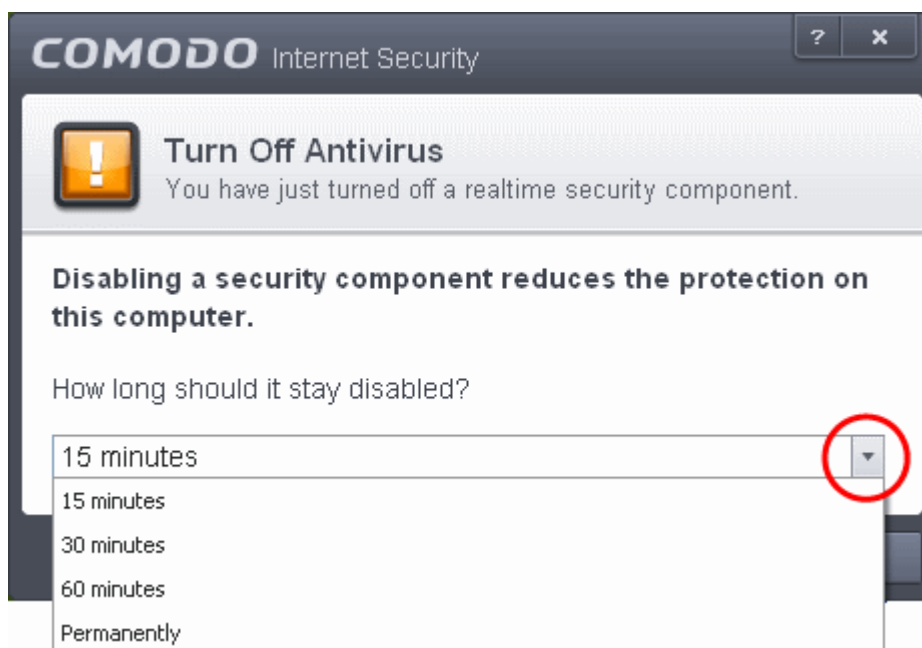 COMODO Internet Security
?
×
!
Turn Off Antivirus
You have just turned off a realtime security component.
Disabling a security component reduces the protection on
this computer.
How long should it stay disabled?
15 minutes
15 minutes
30 minutes
60 minutes
Permanently